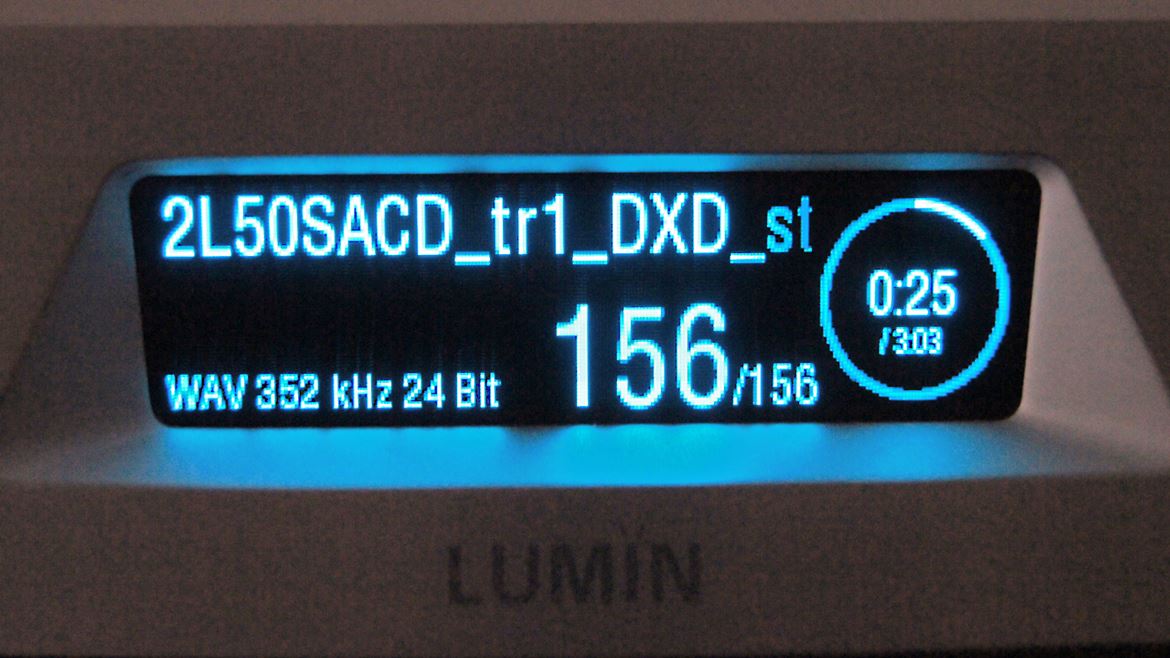 2L50SACD_tr1_DXD_st
0:25
/3:03
156/156
WAV 352 kHz 24 Bit
LUMIN